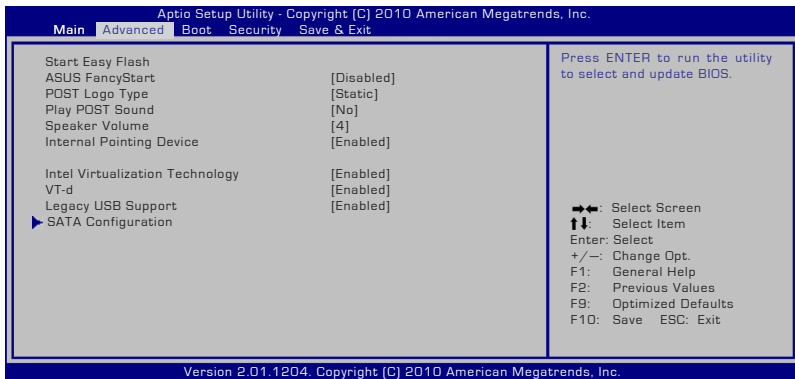 Aptio Setup Utility - Copyright (C) 2010 American Megatrends, Inc.
Main Advanced Boot Security Save & Exit
Start Easy Flash
ASUS FancyStart [Disabled]
POST Logo Type [Static]
Play POST Sound [No]
Speaker Volume [4]
Internal Pointing Device [Enabled]
Intel Virtualization Technology [Enabled]
VT-d [Enabled]
Legacy USB Support [Enabled]
SATA Configuration
Press ENTER to run the utility
to select and update BIOS.
→←: Select Screen
↑↓: Select Item
Enter: Select
+/—: Change Opt.
F1: General Help
F2: Previous Values
F9: Optimized Defaults
F10: Save ESC: Exit
Version 2.01.1204. Copyright (C) 2010 American Megatrends, Inc.